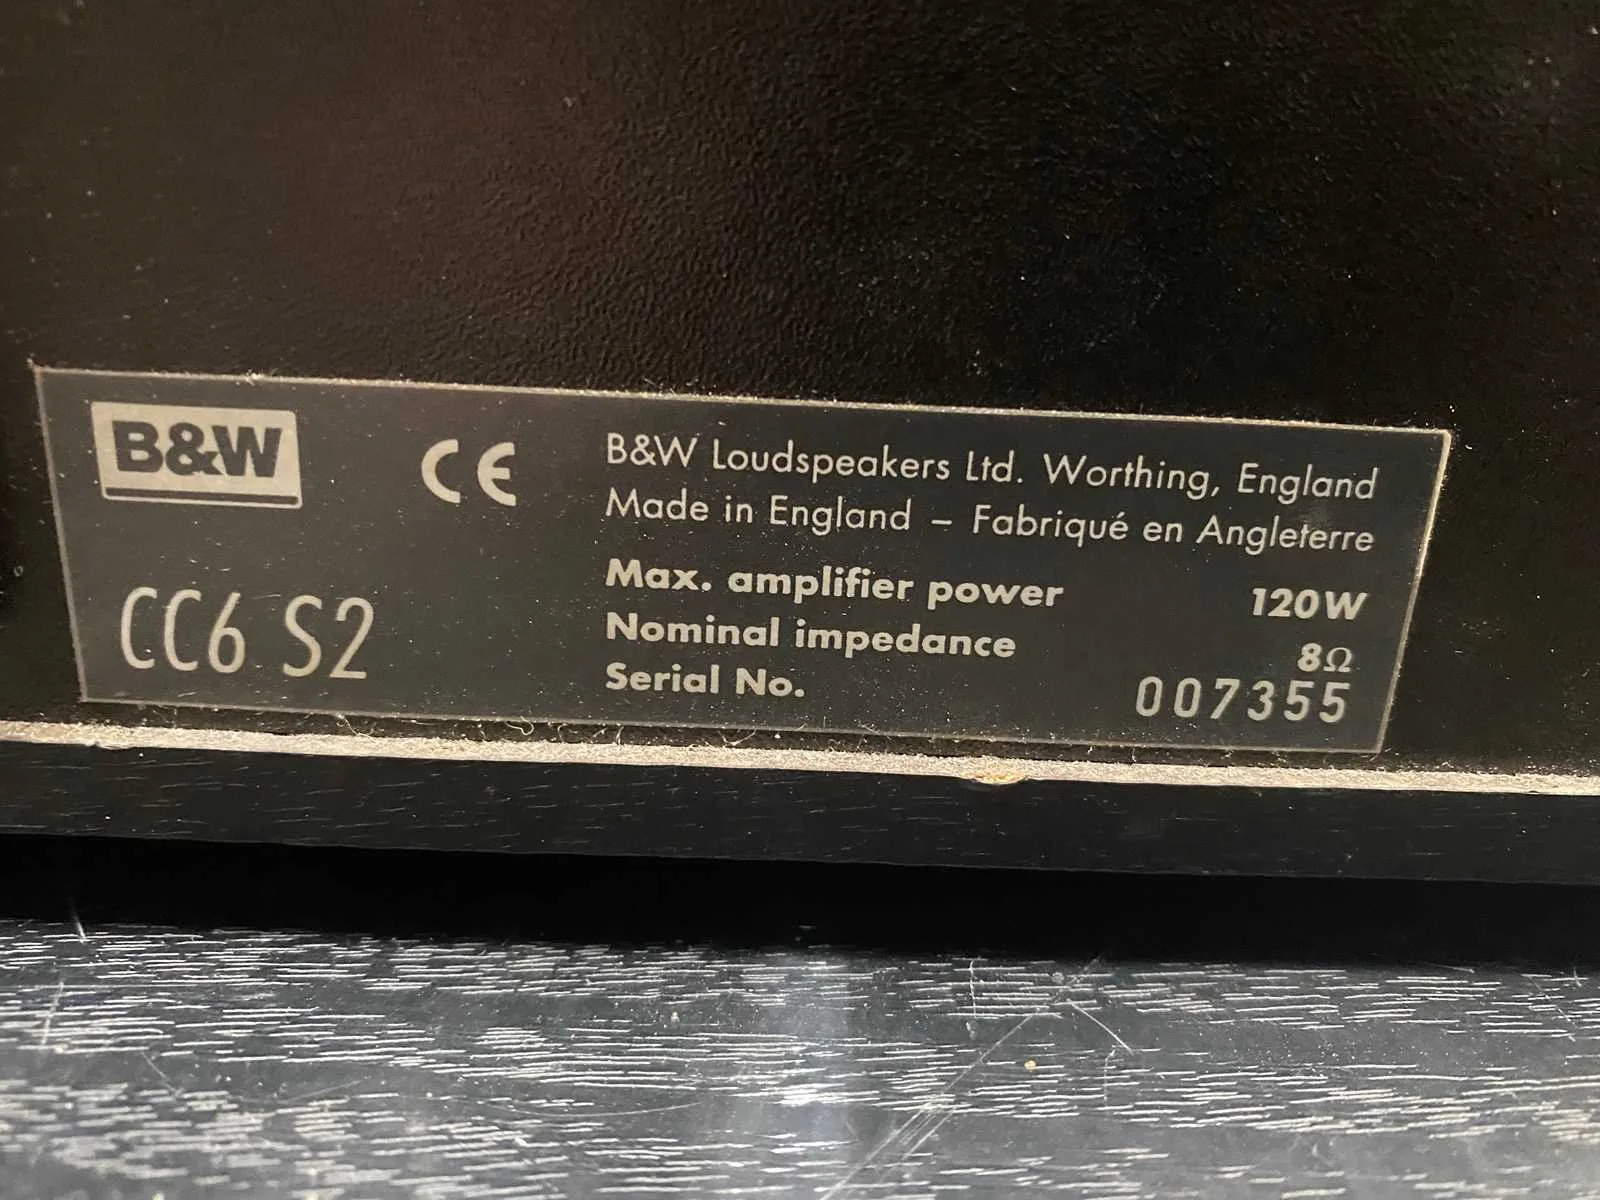 B&W
CE
CC6 S2
B&W Loudspeakers Ltd. Worthing, England
Made in England – Fabriqué en Angleterre
Max. amplifier power 120W
Nominal impedance 8Ω
Serial No. 007355